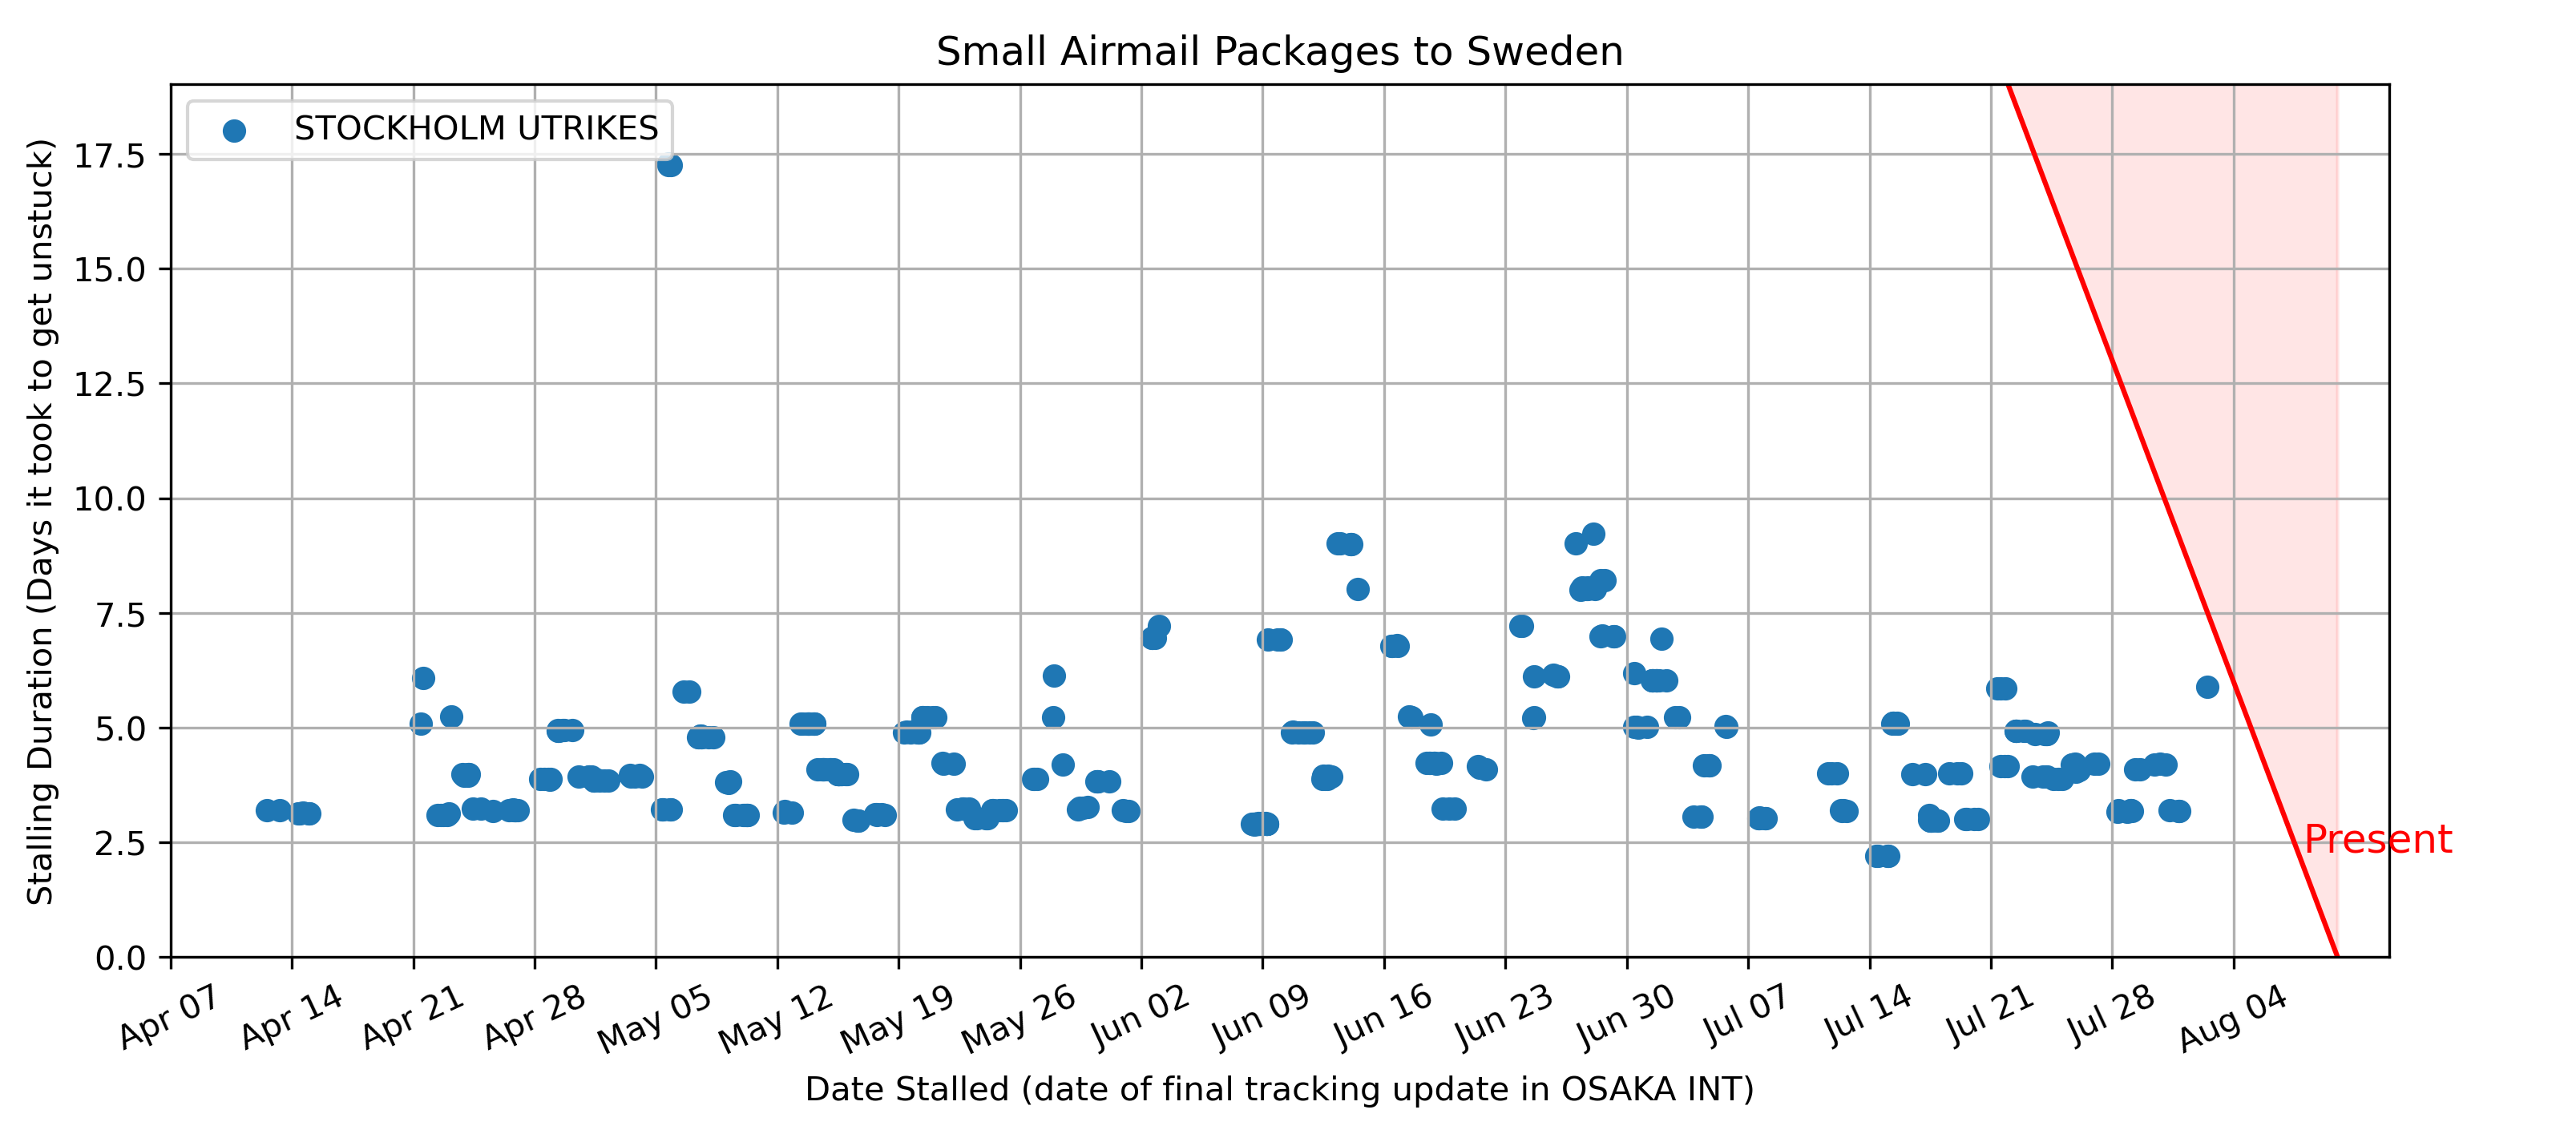 Small Airmail Packages to Sweden
STOCKHOLM UTRIKES
Stalling Duration (Days it took to get unstuck)
17.5
15.0
12.5
10.0
7.5
5.0
2.5
0.0
Present
Apr 07
Apr 14
Apr 21
Apr 28
May 05
May 12
May 19
May 26
Jun 02
Jun 09
Jun 16
Jun 23
Jun 30
Jul 07
Jul 14
Jul 21
Jul 28
Aug 04
Date Stalled (date of final tracking update in OSAKA INT)